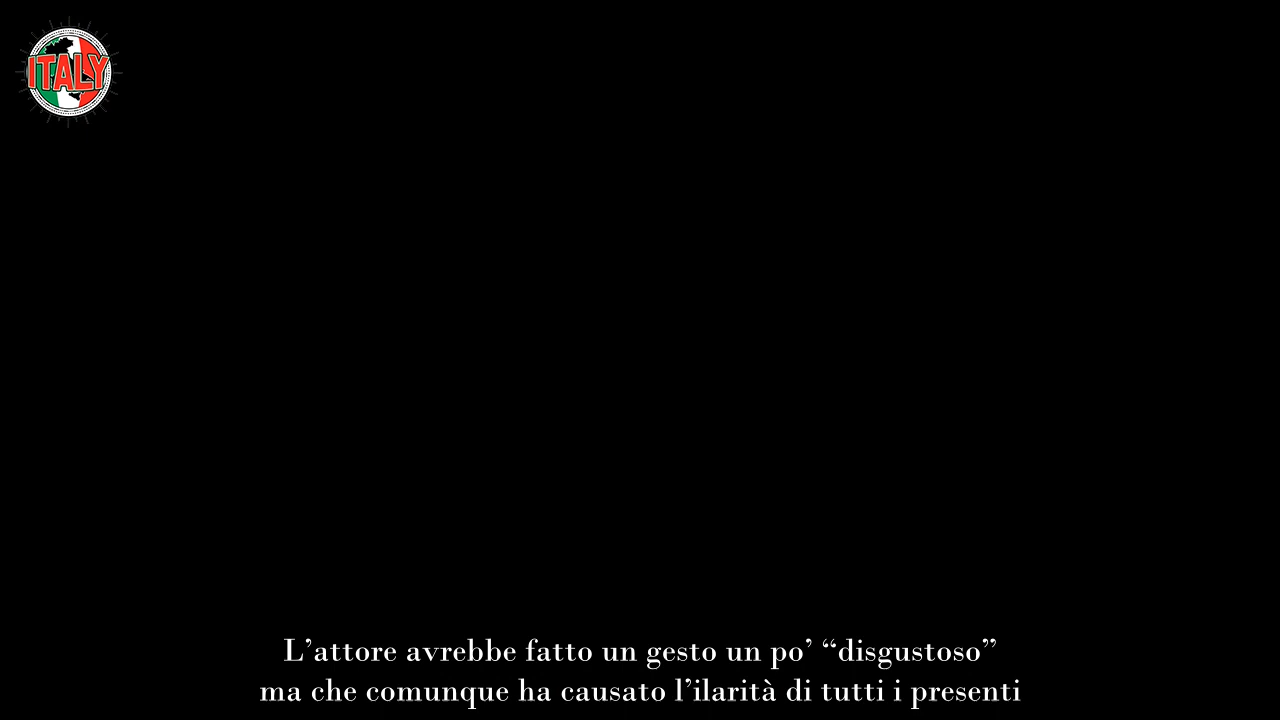 ITALY
L’attore avrebbe fatto un gesto un po’ “disgustoso”
ma che comunque ha causato l’ilarità di tutti i presenti